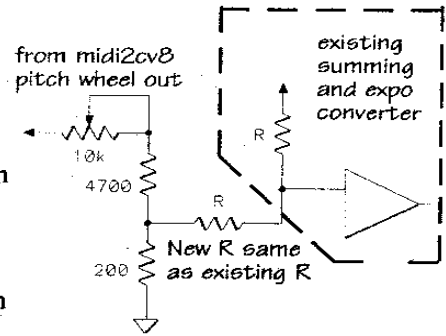 from midi2cv8
pitch wheel out
existing
summing
and expo
converter
R
10k
4700
R
200
New R same
as existing R
n
n